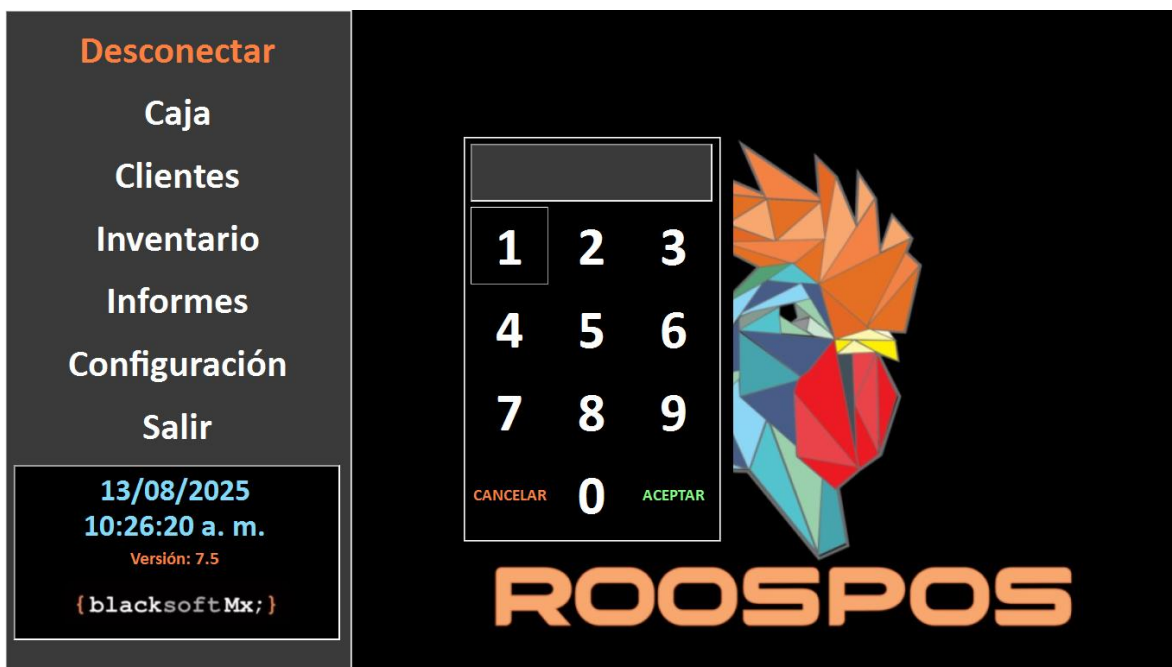 Desconectar
Caja
Clientes
Inventario
Informes
Configuración
Salir
13/08/2025
10:26:20 a. m.
Versión: 7.5
{blacksoftMx;}
1 2 3
4 5 6
7 8 9
CANCELAR 0 ACEPTAR
ROOSPOS